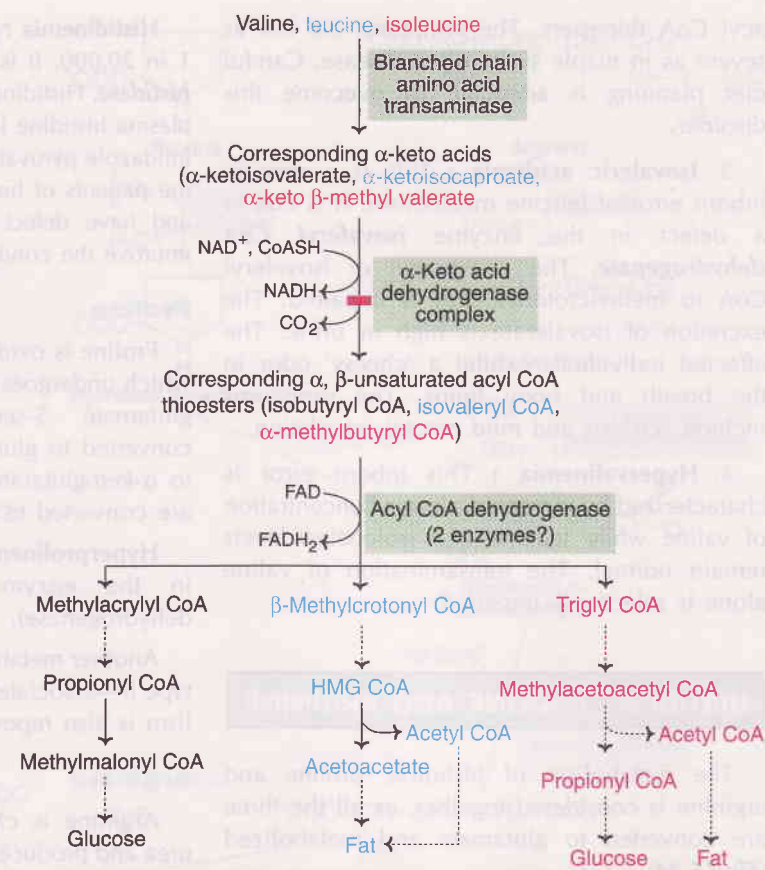 Valine, leucine, isoleucine
Branched chain
amino acid
transaminase
Corresponding α-keto acids
(α-ketoisovalerate, α-ketoisocaproate,
α-keto β-methyl valerate
NAD+, CoASH
NADH
CO2
α-Keto acid
dehydrogenase
complex
Corresponding α, β-unsaturated acyl CoA
thioesters (isobutyryl CoA, isovaleryl CoA,
α-methylbutyryl CoA)
FAD
FADH2
Acyl CoA dehydrogenase
(2 enzymes?)
Methylacrylyl CoA
β-Methylcrotonyl CoA
Triglyl CoA
Propionyl CoA
HMG CoA
Methylacetoacetyl CoA
Acetyl CoA
Acetyl CoA
Methylmalonyl CoA
Acetoacetate
Propionyl CoA
Glucose
Fat
Glucose
Fat